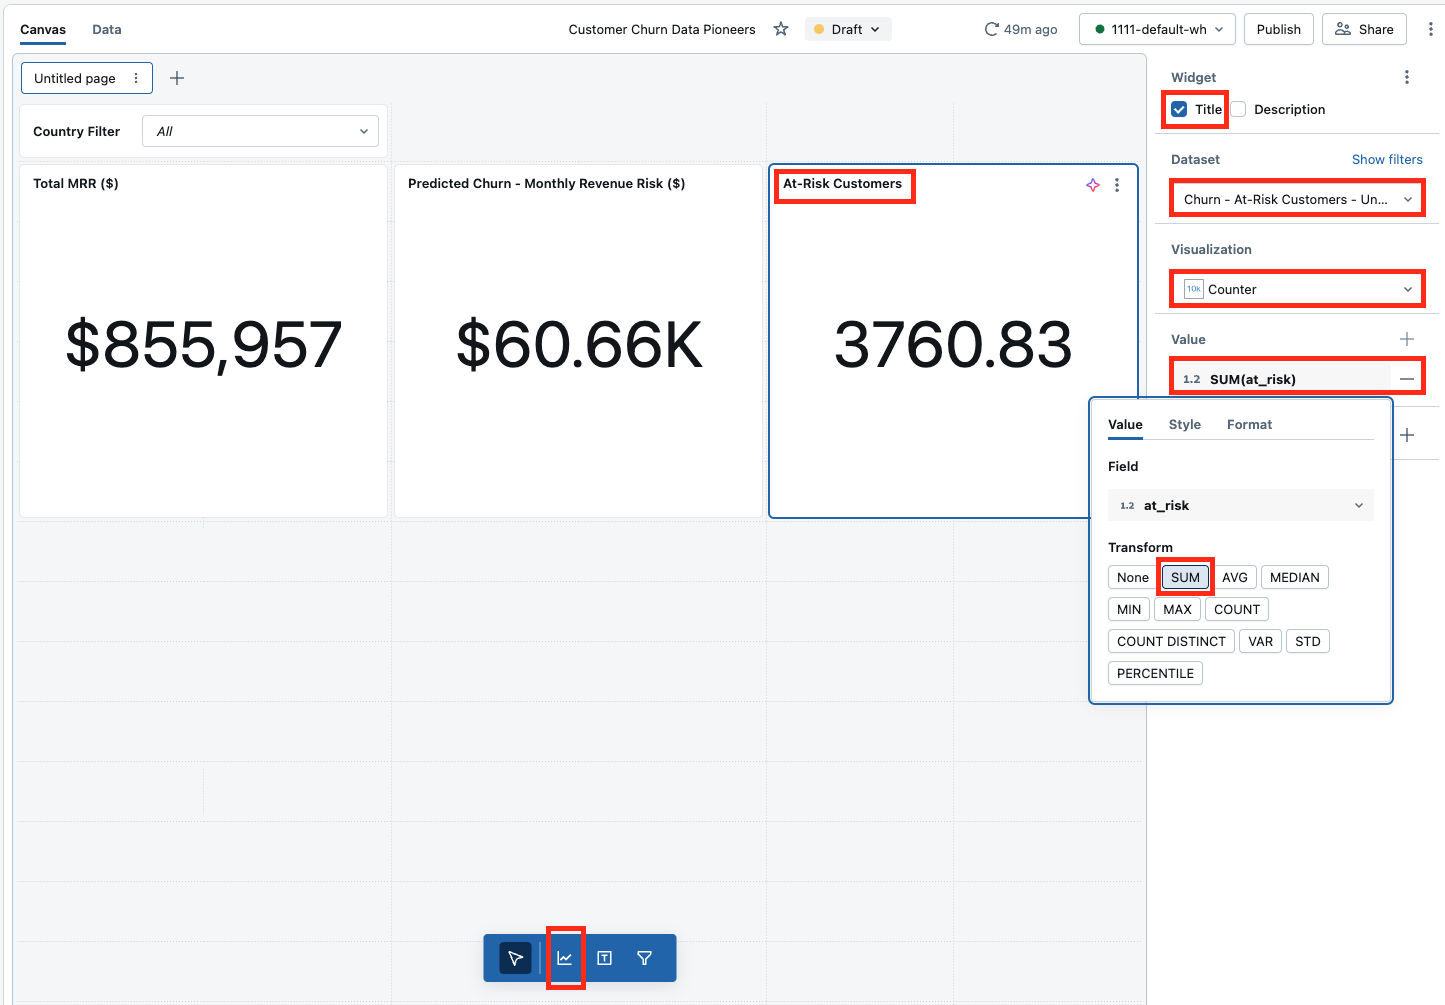 Canvas
Data
Customer Churn Data Pioneers
Draft
49m ago
1111-default-wh
Publish
Share
Untitled page
Country Filter
All
Total MRR ($)
$855,957
Predicted Churn - Monthly Revenue Risk ($)
$60.66K
At-Risk Customers
3760.83
Widget
Title
Description
Dataset
Show filters
Churn - At-Risk Customers - Un...
Visualization
10k Counter
Value
1.2 SUM(at_risk)
Value Style Format
Field
1.2 at_risk
Transform
None SUM AVG MEDIAN
MIN MAX COUNT
COUNT DISTINCT VAR STD
PERCENTILE
T